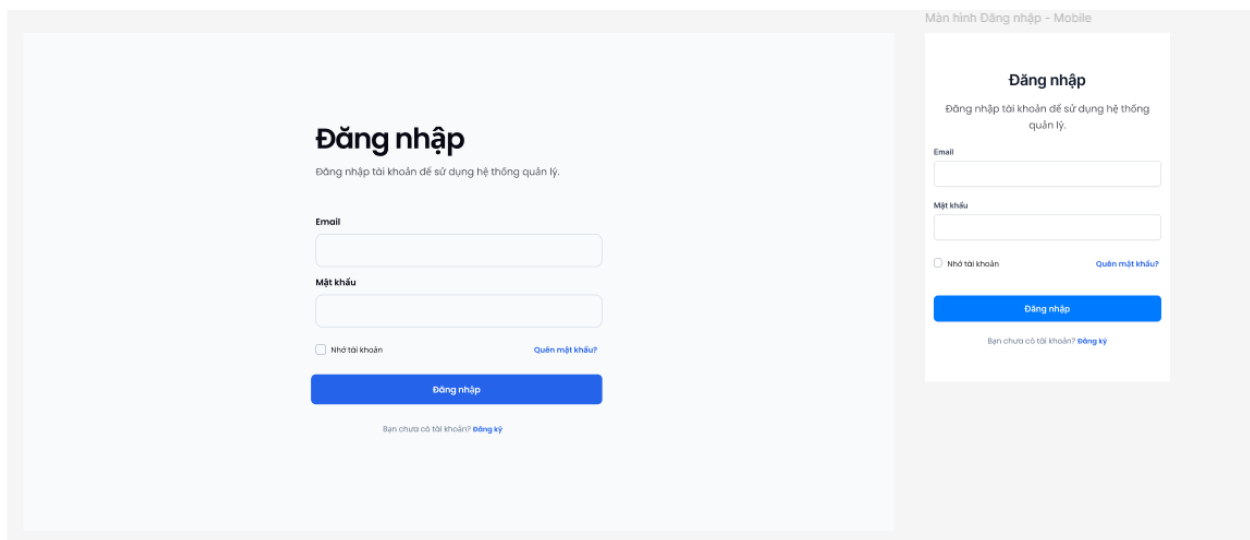 Màn hình Đăng nhập - Mobile
Đăng nhập
Đăng nhập tài khoản để sử dụng hệ thống quản lý.
Email
Mật khẩu
Nhớ tài khoản
Quên mật khẩu?
Đăng nhập
Bạn chưa có tài khoản? Đăng ký
Đăng nhập
Đăng nhập tài khoản để sử dụng hệ thống
quản lý.
Email
Mật khẩu
Nhớ tài khoản
Quên mật khẩu?
Đăng nhập
Bạn chưa có tài khoản? Đăng ký